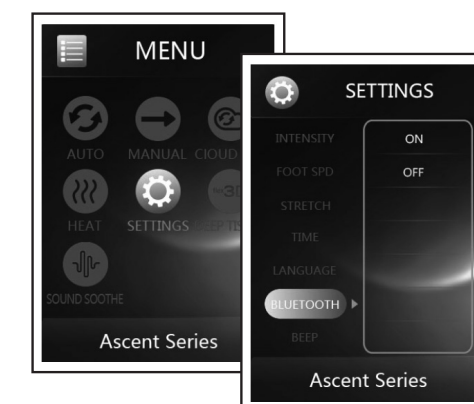 MENU
AUTO
MANUAL
CLOUD
HEAT
SETTINGS
SOUND SOOTHE
Ascent Series
SETTINGS
INTENSITY
FOOT SPD
STRETCH
TIME
LANGUAGE
BLUETOOTH
BEEP
ON
OFF
Ascent Series